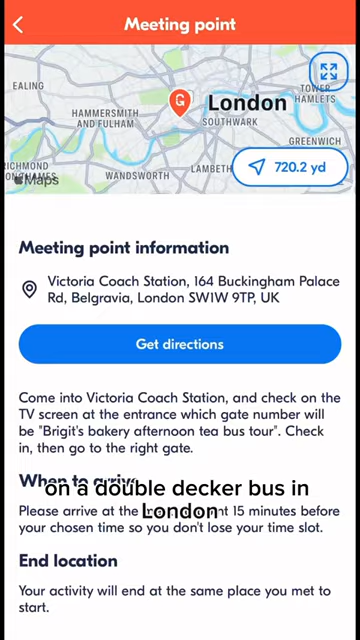 Meeting point
EALING
London
TOWER
HAMLETS
HAMMERSMITH
AND FULHAM
SOUTHWARK
GREENWICH
RICHMOND
WANDSWORTH
LAMBETH
720.2 yd
Maps
Meeting point information
Victoria Coach Station, 164 Buckingham Palace
Rd, Belgravia, London SW1W 9TP, UK
Get directions
Come into Victoria Coach Station, and check on the
TV screen at the entrance which gate number will
be "Brigit's bakery afternoon tea bus tour". Check
in, then go to the right gate.
When to arrive
on a double decker bus in
London
Please arrive at the 15 minutes before
your chosen time so you don't lose your time slot.
End location
Your activity will end at the same place you met to
start.